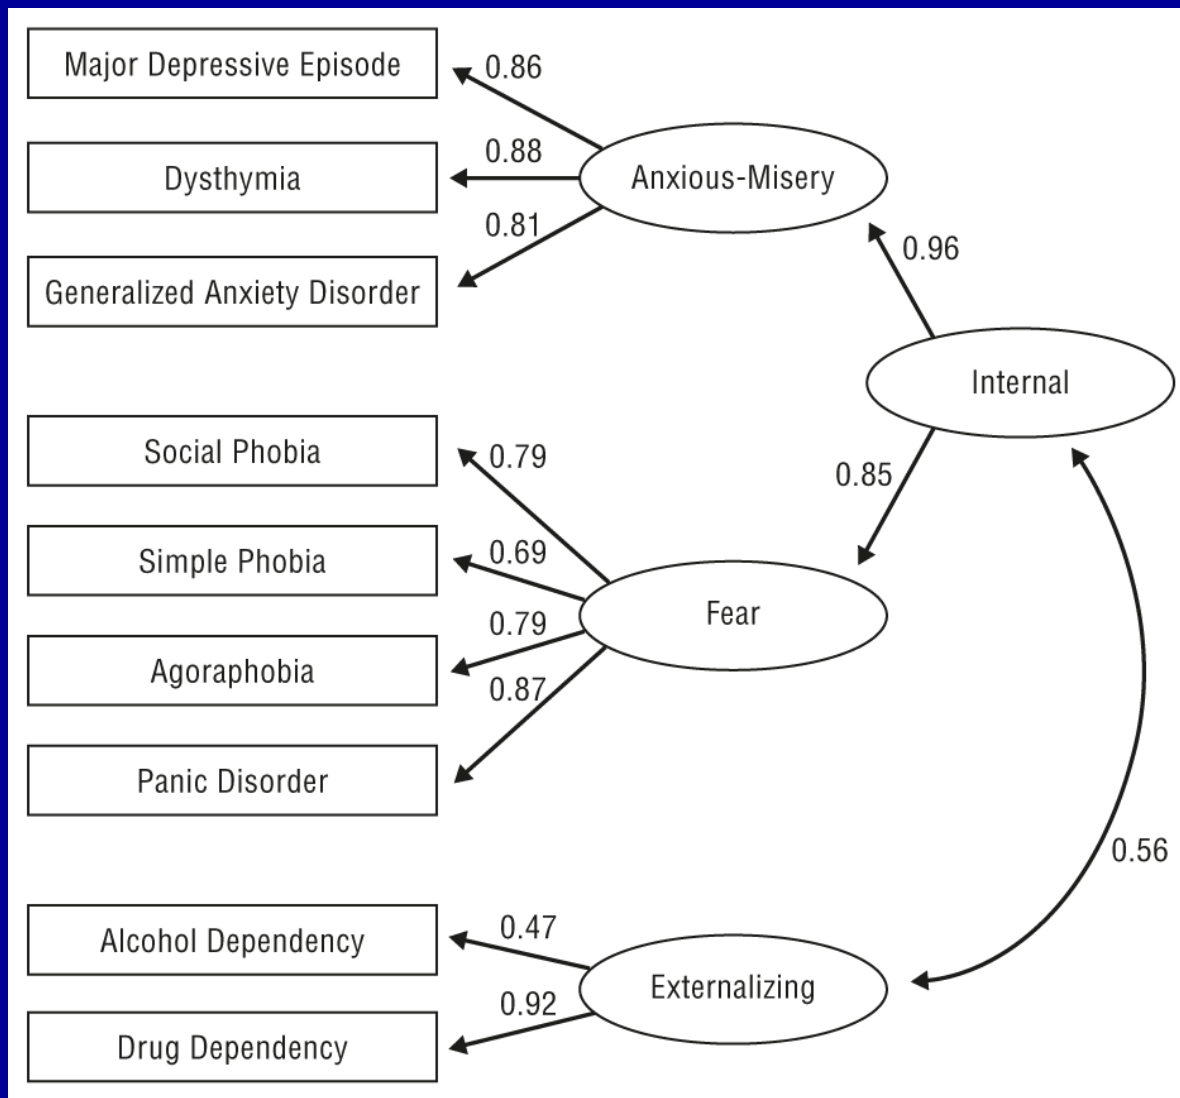 Major Depressive Episode
0.86
Dysthymia
0.88
Anxious-Misery
0.81
Generalized Anxiety Disorder
0.96
Internal
Social Phobia
0.79
0.85
Simple Phobia
0.69
Fear
Agoraphobia
0.79
0.87
Panic Disorder
0.56
Alcohol Dependency
0.47
Externalizing
0.92
Drug Dependency